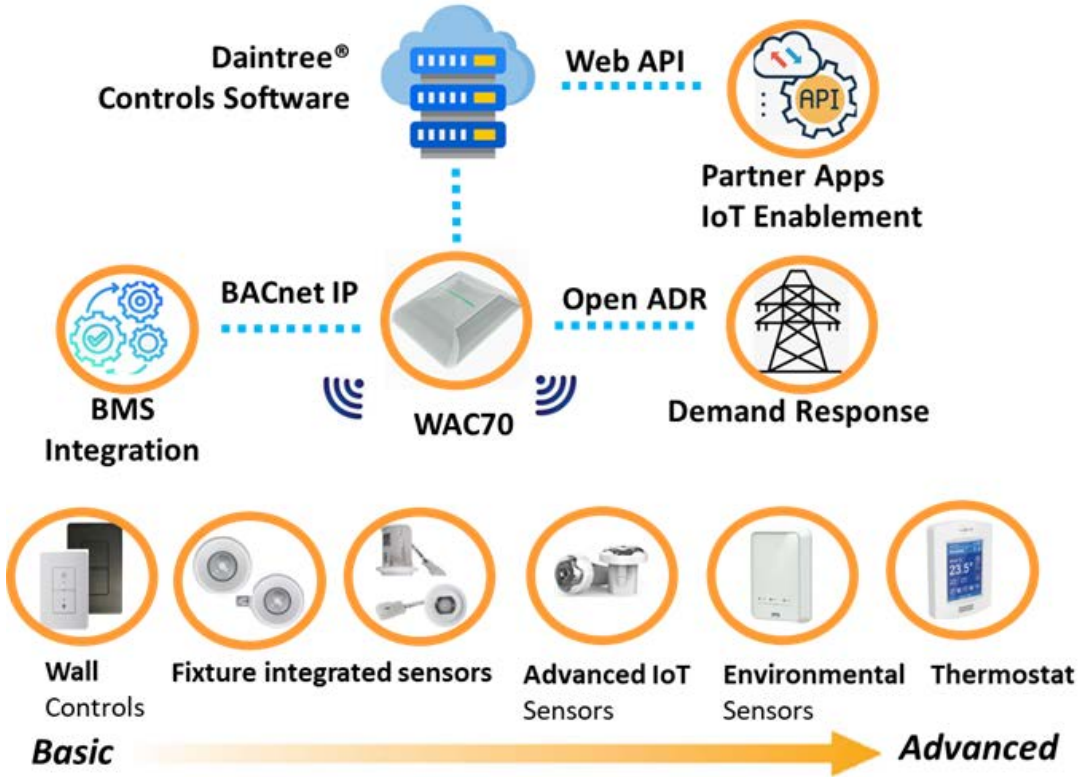 Daintree®
Controls Software
Web API
API
Partner Apps
IoT Enablement
BACnet IP
Open ADR
BMS
Integration
WAC70
Demand Response
23.5°
Wall
Controls
Fixture integrated sensors
Advanced IoT
Sensors
Environmental
Sensors
Thermostat
Basic
Advanced